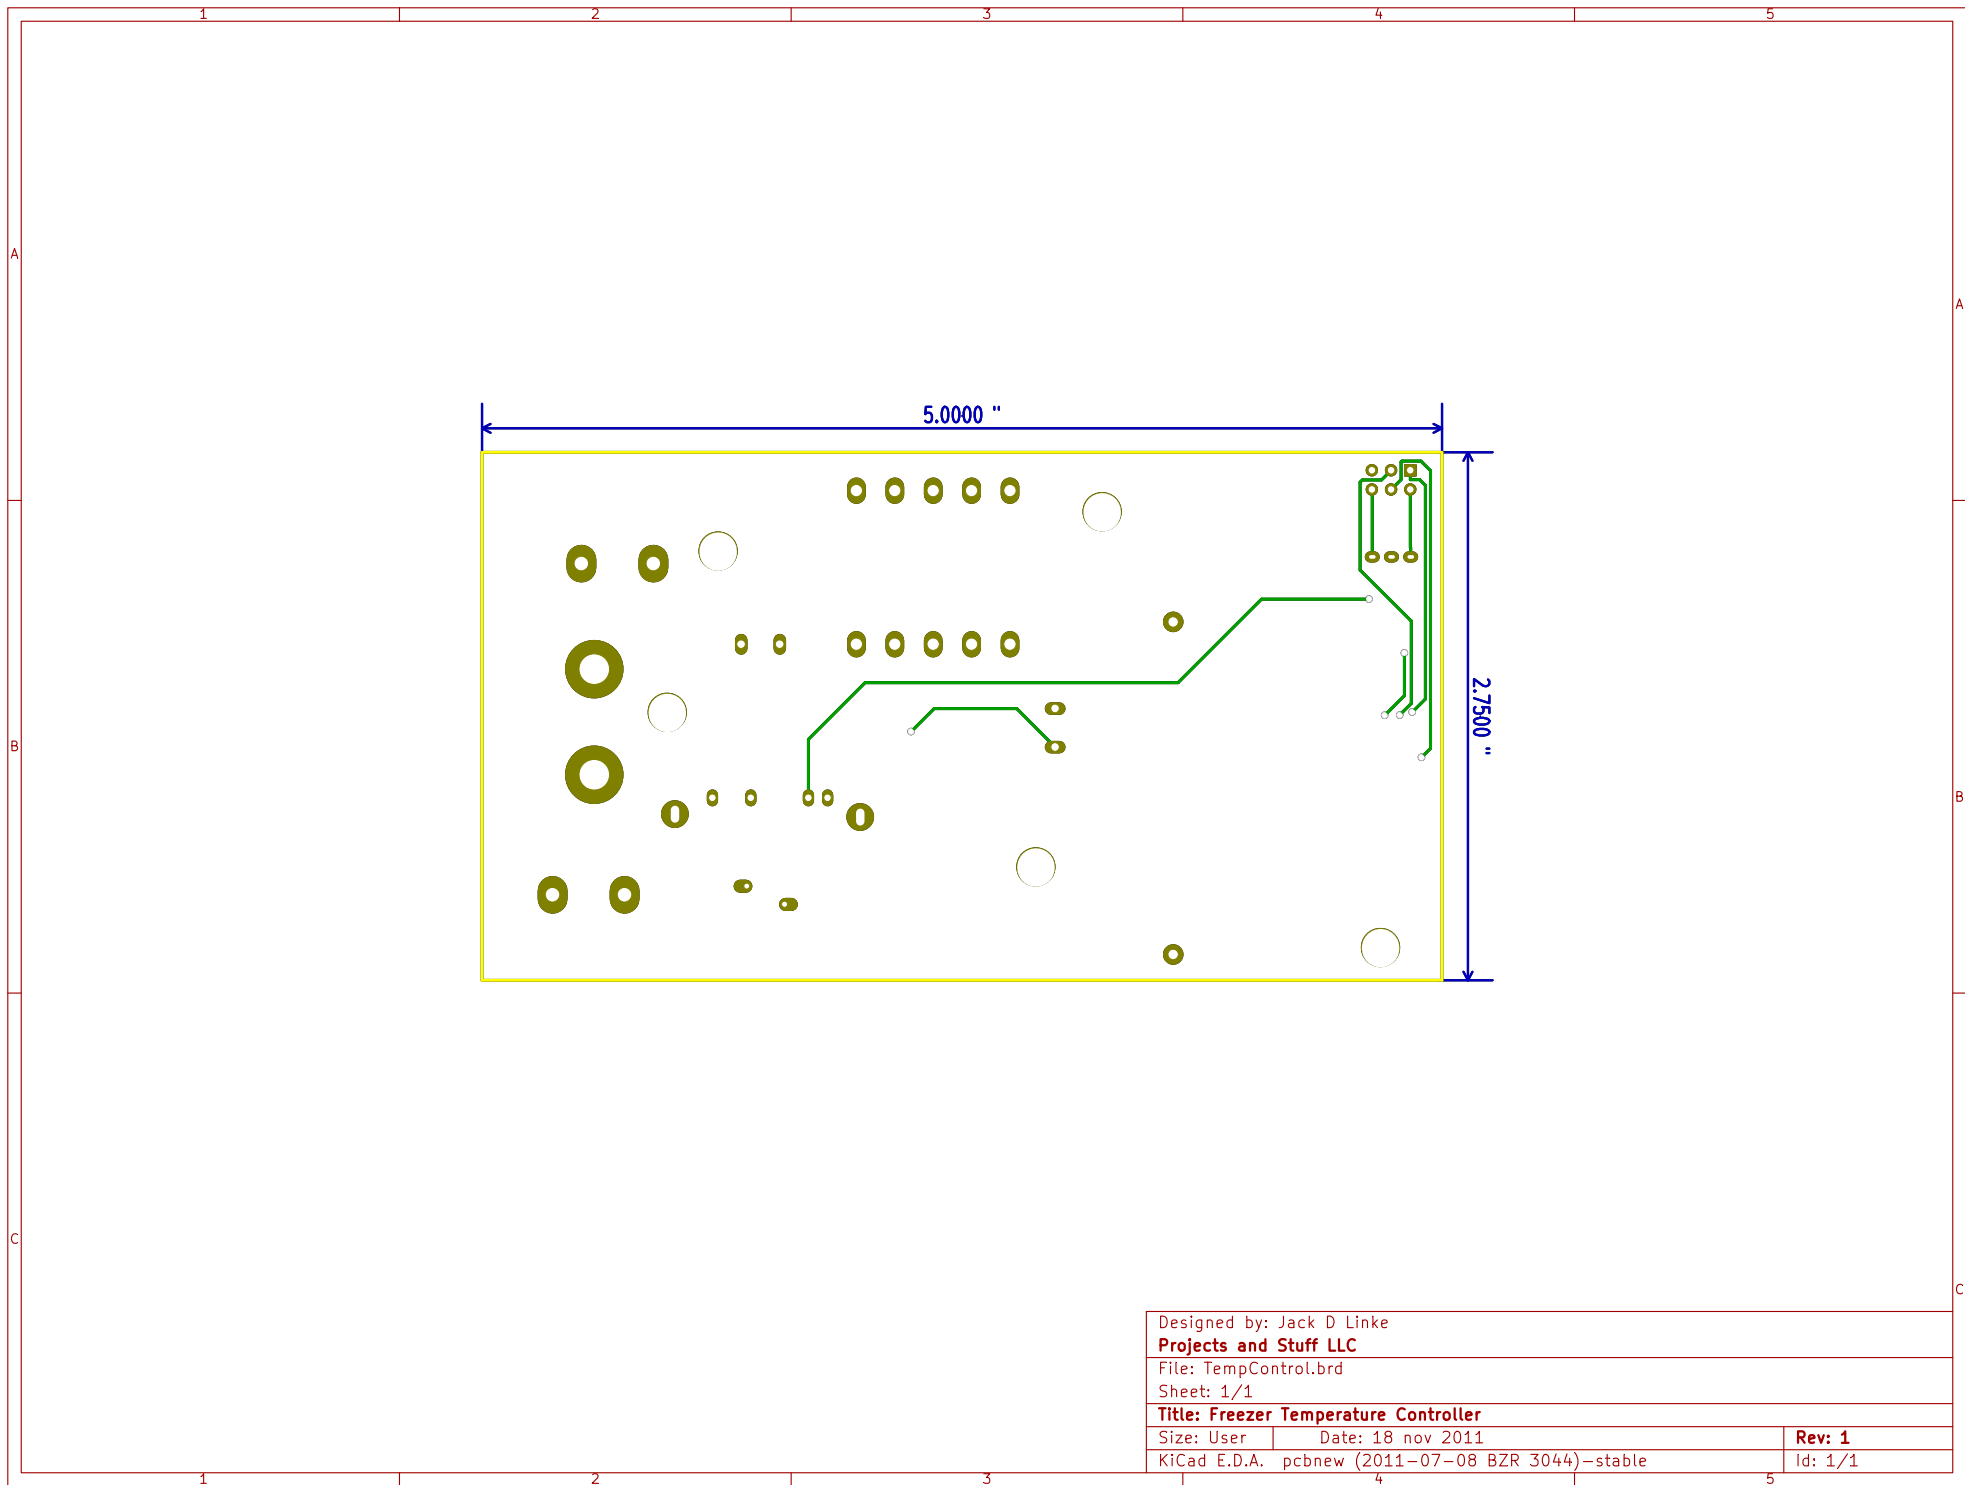 1 2 3 4 5
A
A
5.0000 "
2.7500 "
B
B
C
C
Designed by: Jack D Linke
Projects and Stuff LLC
File: TempControl.brd
Sheet: 1/1
Title: Freezer Temperature Controller
Size: User Date: 18 nov 2011 Rev: 1
KiCad E.D.A. pcbnew (2011-07-08 BZR 3044)-stable Id: 1/1
1 2 3 4 5